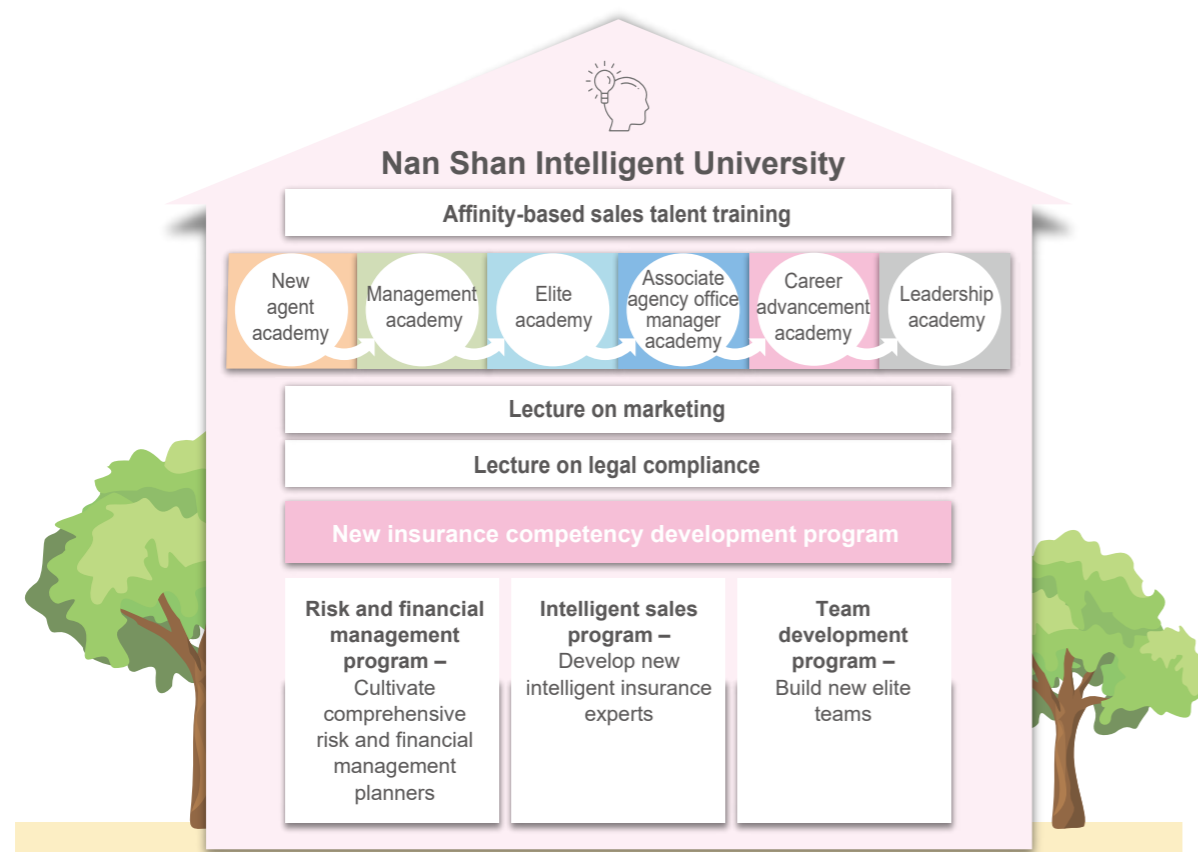 Nan Shan Intelligent University
Affinity-based sales talent training
New
agent
academy
Management
academy
Elite
academy
Associate
agency office
manager
academy
Career
advancement
academy
Leadership
academy
Lecture on marketing
Lecture on legal compliance
New insurance competency development program
Risk and financial
management
program –
Cultivate
comprehensive
risk and financial
management
planners
Intelligent sales
program –
Develop new
intelligent insurance
experts
Team
development
program –
Build new elite
teams